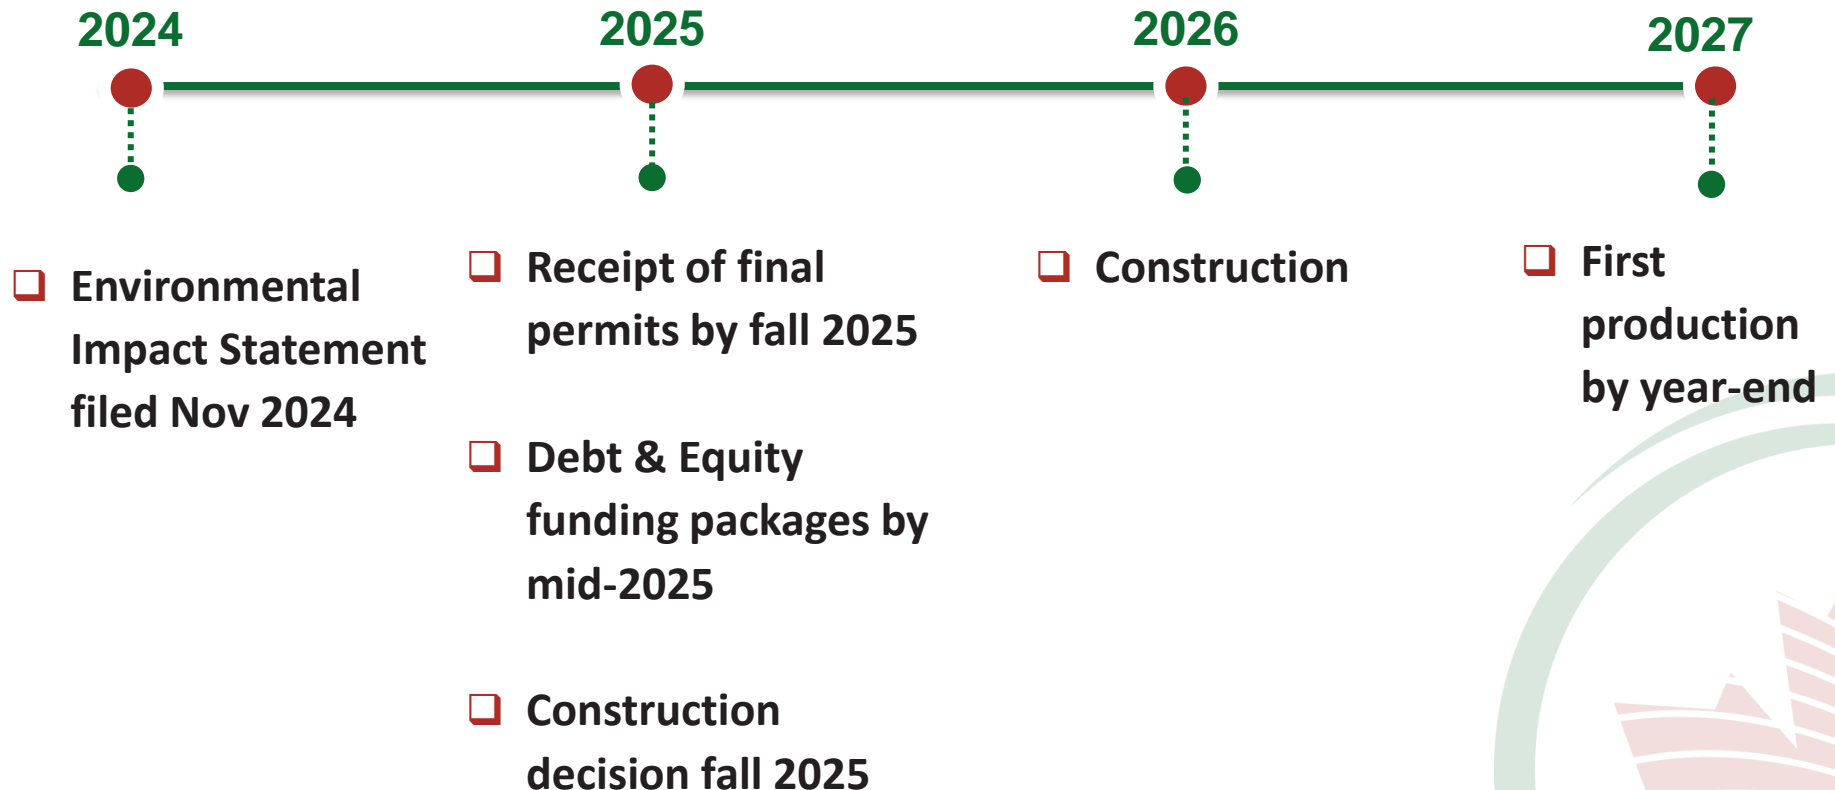 2024
2025
2026
2027
Environmental
Impact Statement
filed Nov 2024
Receipt of final
permits by fall 2025
Debt & Equity
funding packages by
mid-2025
Construction
decision fall 2025
Construction
First
production
by year-end